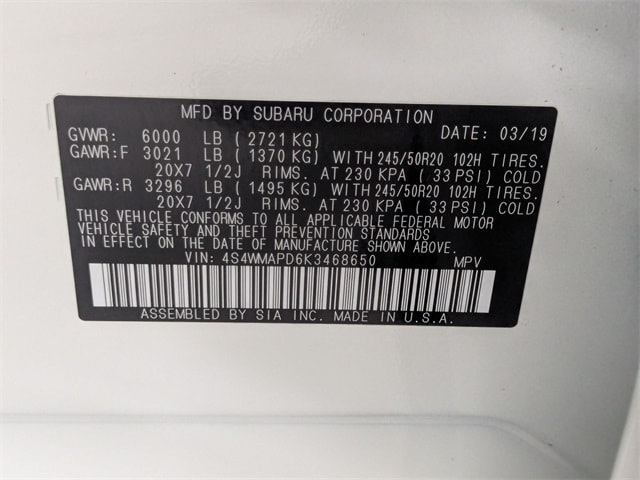 MFD BY SUBARU CORPORATION
GVWR: 6000 LB ( 2721 KG) DATE: 03/19
GAWR:F 3021 LB ( 1370 KG) WITH 245/50R20 102H TIRES.
20X7 1/2J RIMS. AT 230 KPA ( 33 PSI) COLD
GAWR:R 3296 LB ( 1495 KG) WITH 245/50R20 102H TIRES.
20X7 1/2J RIMS. AT 230 KPA ( 33 PSI) COLD
THIS VEHICLE CONFORMS TO ALL APPLICABLE FEDERAL MOTOR
VEHICLE SAFETY AND THEFT PREVENTION STANDARDS
IN EFFECT ON THE DATE OF MANUFACTURE SHOWN ABOVE.
VIN: 4S4WMAPD6K3468650 MPV
ASSEMBLED BY SIA INC. MADE IN U.S.A.